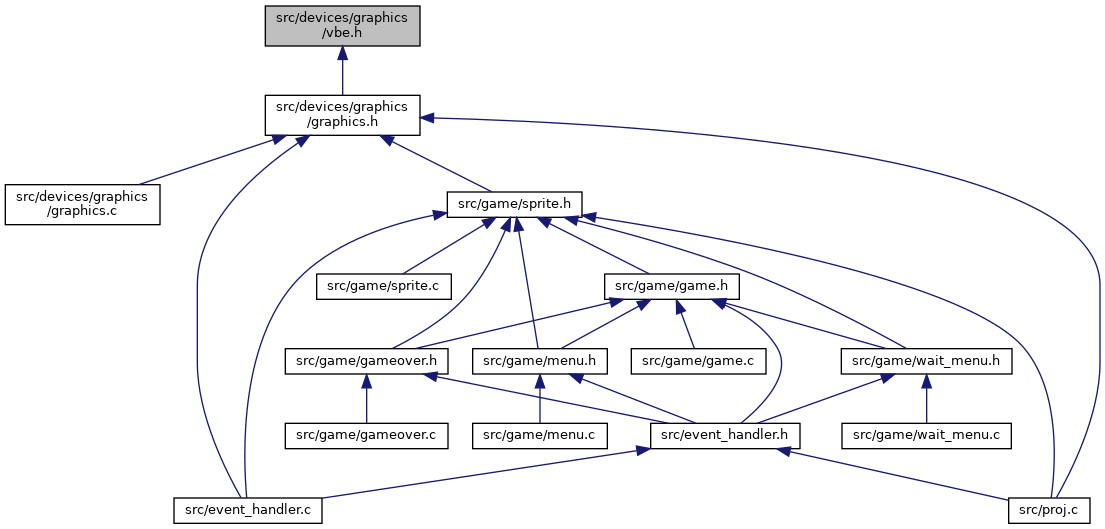 src/devices/graphics
/vbe.h
src/devices/graphics
/graphics.h
src/devices/graphics
/graphics.c
src/game/sprite.h
src/game/sprite.c
src/game/game.h
src/game/gameover.h
src/game/menu.h
src/game/game.c
src/game/wait_menu.h
src/game/gameover.c
src/game/menu.c
src/event_handler.h
src/game/wait_menu.c
src/event_handler.c
src/proj.c